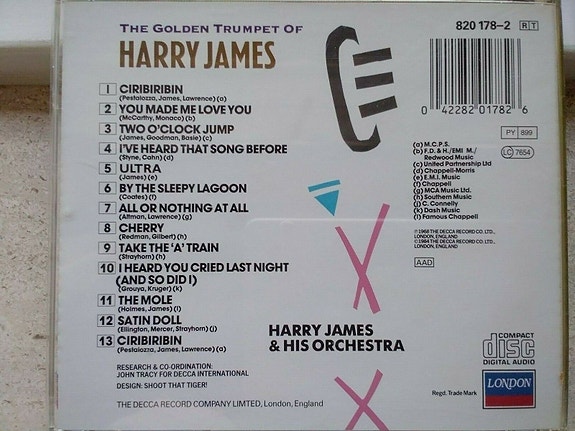 THE GOLDEN TRUMPET OF
HARRY JAMES
820 178-2 RT
0 42282 01782 6
PY 899
LC 7654
1 CIRIBIRIBIN
(Pestalozza, James, Lawrence) (a)
2 YOU MADE ME LOVE YOU
(McCarthy, Monaco) (b)
3 TWO O'CLOCK JUMP
(James, Goodman, Basie) (c)
4 I'VE HEARD THAT SONG BEFORE
(Styne, Cahn) (d)
5 ULTRA
(James) (e)
6 BY THE SLEEPY LAGOON
(Coates) (f)
7 ALL OR NOTHING AT ALL
(Altman, Lawrence) (g)
8 CHERRY
(Redman, Gilbert) (h)
9 TAKE THE 'A' TRAIN
(Strayhorn) (h)
10 I HEARD YOU CRIED LAST NIGHT
(AND SO DID I)
(Grouya, Kruger) (k)
11 THE MOLE
(Holmes, James) (l)
12 SATIN DOLL
(Ellington, Mercer, Strayhorn) (j)
13 CIRIBIRIBIN
(Pestalozza, James, Lawrence) (a)
(a) M.C.P.S.
(b) F.D. & H./EMI M./
Redwood Music
(c) United Partnership Ltd
(d) Chappell-Morris
(e) E.M.I. Music
(f) Chappell
(g) MCA Music Ltd.
(h) Southern Music
(j) C. Connelly
(k) Dash Music
(l) Famous Chappell
℗ 1968 THE DECCA RECORD CO. LTD.,
LONDON, ENGLAND
© 1984 THE DECCA RECORD CO. LTD.,
LONDON, ENGLAND
AAD
HARRY JAMES
& HIS ORCHESTRA
RESEARCH & CO-ORDINATION:
JOHN TRACY FOR DECCA INTERNATIONAL
DESIGN: SHOOT THAT TIGER!
THE DECCA RECORD COMPANY LIMTED, London, England
COMPACT
disc
DIGITAL AUDIO
Regd. Trade Mark
LONDON